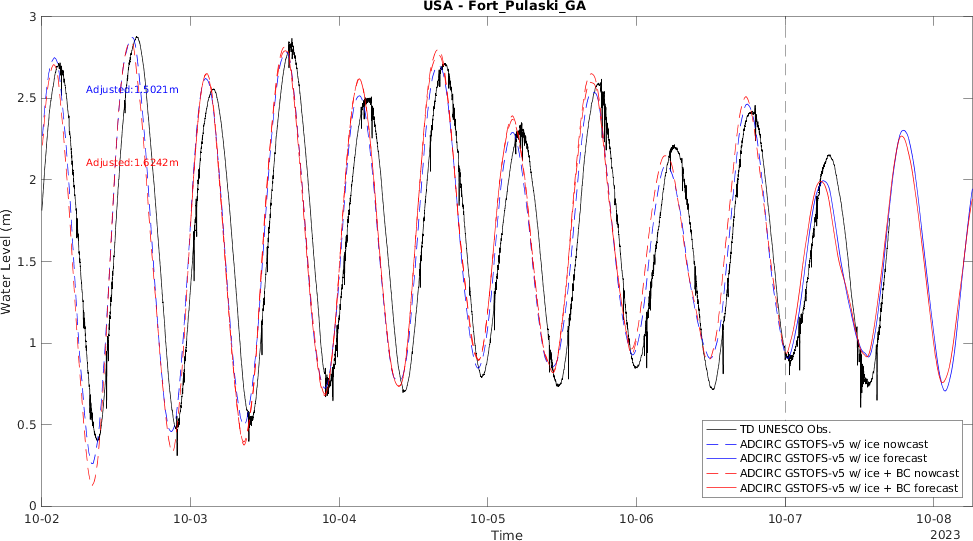 USA - Fort_Pulaski_GA
3
2.5
2
1.5
1
0.5
0
Water Level (m)
Adjusted:1.5021m
Adjusted:1.6242m
TD UNESCO Obs.
ADCIRC GSTOFS-v5 w/ ice nowcast
ADCIRC GSTOFS-v5 w/ ice forecast
ADCIRC GSTOFS-v5 w/ ice + BC nowcast
ADCIRC GSTOFS-v5 w/ ice + BC forecast
10-02 10-03 10-04 10-05 10-06 10-07 10-08
Time 2023